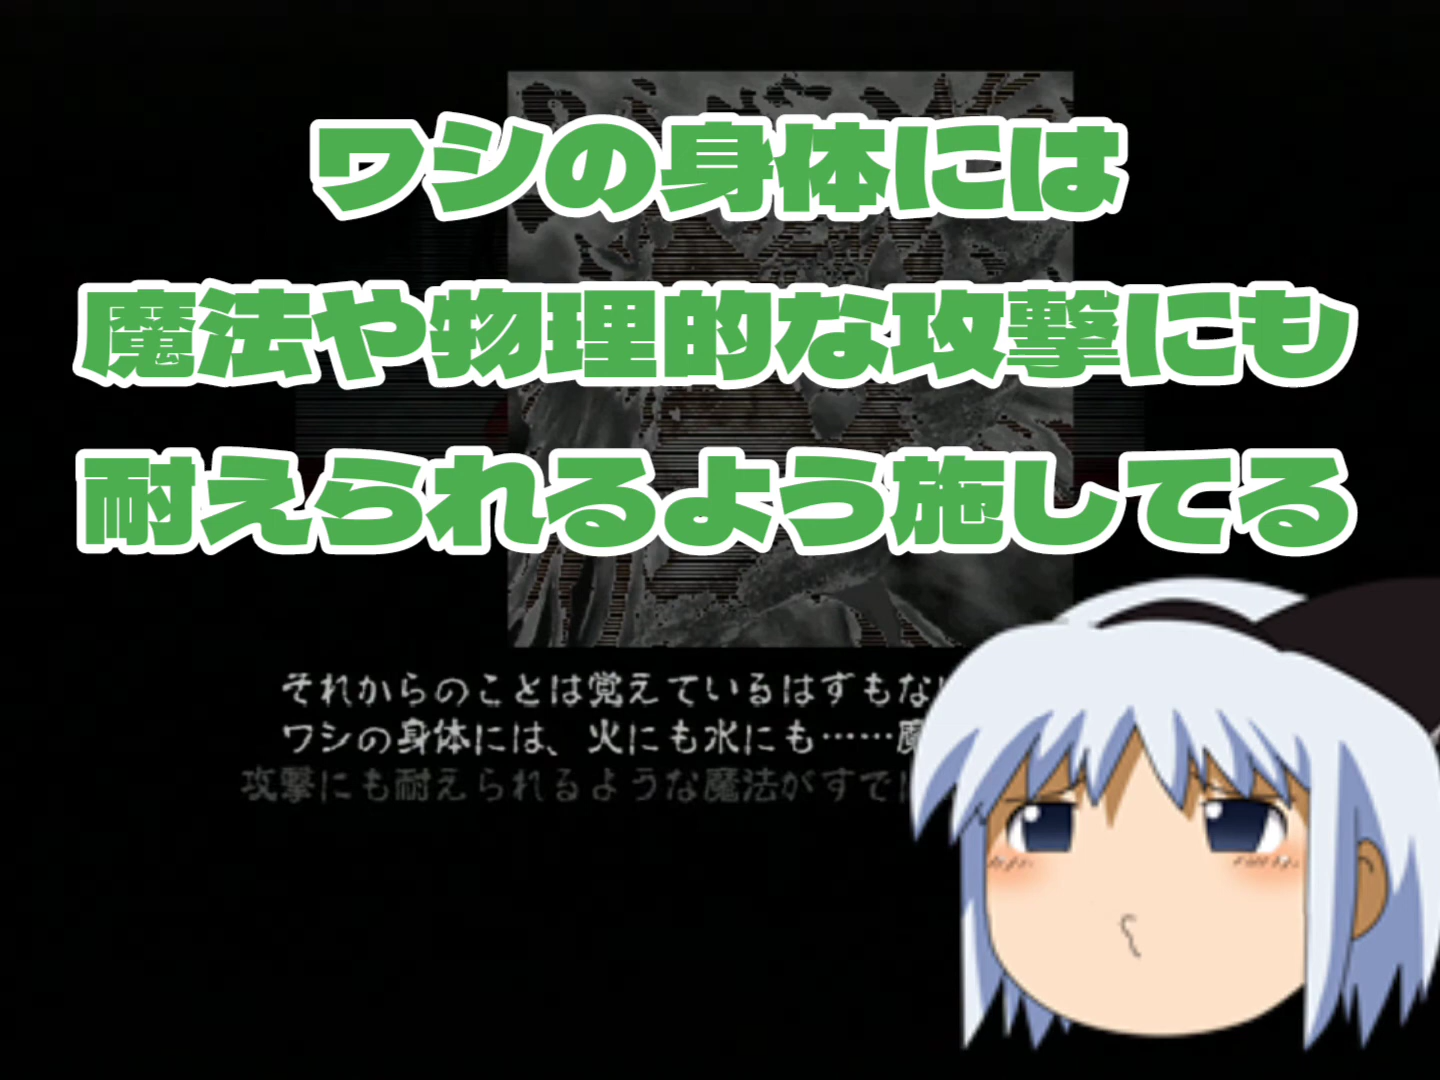 ワシの身体には
魔法や物理的な攻撃にも
耐えられるよう施してる
それからのことは覚えているはずもな
ワシの身体には、火にも水にも……魔
攻撃にも耐えられるような魔法がすで